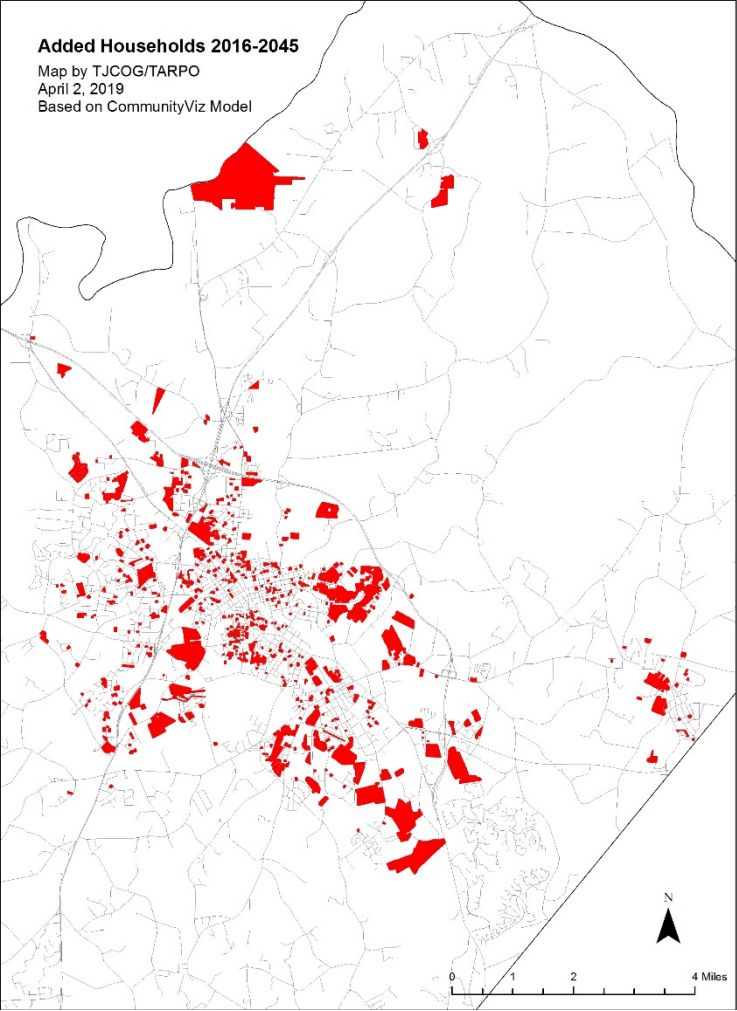 Added Households 2016-2045
Map by TJCOG/TARPO
April 2, 2019
Based on CommunityViz Model
N
0 1 2 4 Miles